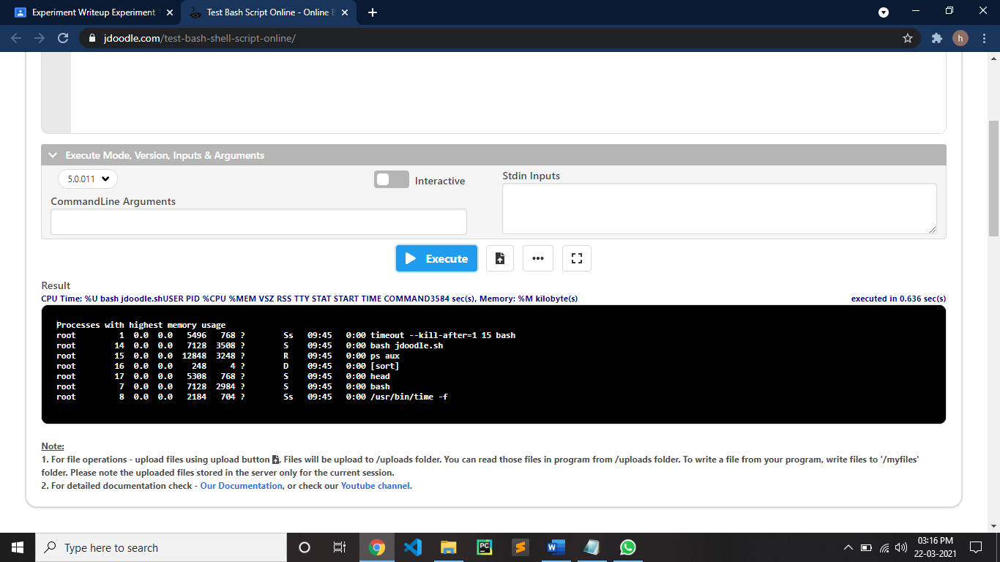 Experiment Writeup Experiment
Test Bash Script Online - Online
jdoodle.com/test-bash-shell-script-online/
h
Execute Mode, Version, Inputs & Arguments
5.0.011
Interactive
Stdin Inputs
CommandLine Arguments
Execute
Result
CPU Time: %U bash jdoodle.shUSER PID %CPU %MEM VSZ RSS TTY STAT START TIME COMMAND3584 sec(s), Memory: %M kilobyte(s)
executed in 0.636 sec(s)
Processes with highest memory usage
root 1 0.0 0.0 5496 768 ? Ss 09:45 0:00 timeout --kill-after=1 15 bash
root 14 0.0 0.0 7128 3508 ? S 09:45 0:00 bash jdoodle.sh
root 15 0.0 0.0 12848 3248 ? R 09:45 0:00 ps aux
root 16 0.0 0.0 248 4 ? D 09:45 0:00 [sort]
root 17 0.0 0.0 5308 768 ? S 09:45 0:00 head
root 7 0.0 0.0 7128 2984 ? S 09:45 0:00 bash
root 8 0.0 0.0 2184 704 ? Ss 09:45 0:00 /usr/bin/time -f
Note:
1. For file operations - upload files using upload button , Files will be upload to /uploads folder. You can read those files in program from /uploads folder. To write a file from your program, write files to '/myfiles'
folder. Please note the uploaded files stored in the server only for the current session.
2. For detailed documentation check - Our Documentation, or check our Youtube channel.
Type here to search
PC
W
03:16 PM
22-03-2021